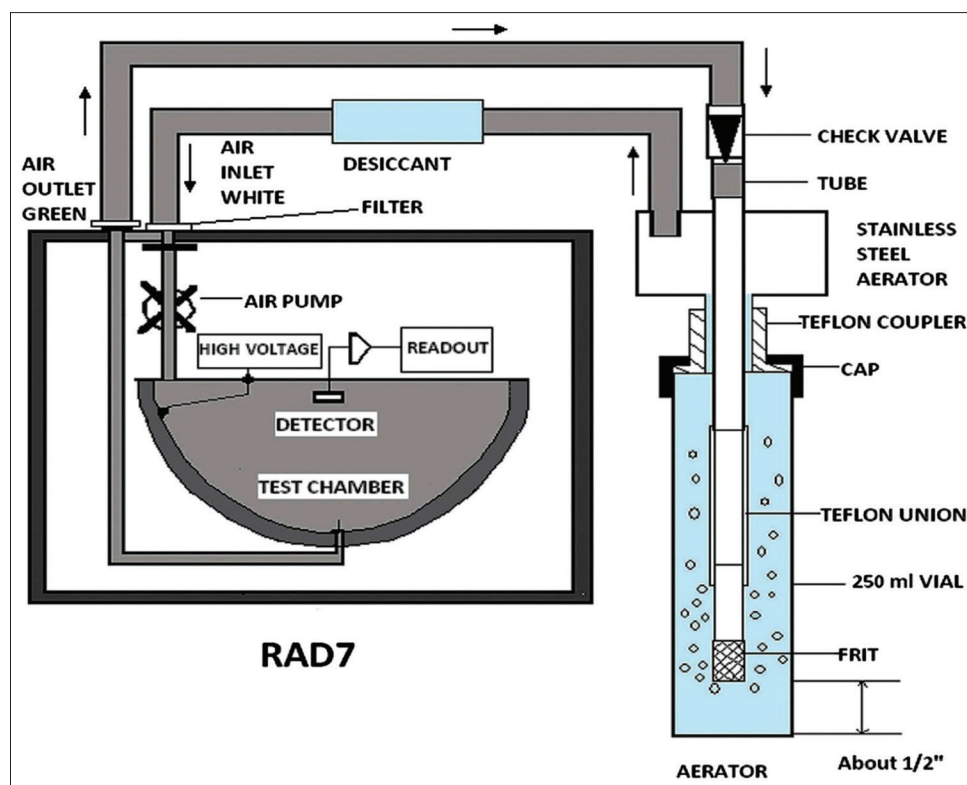 AIR
OUTLET
GREEN
AIR
INLET
WHITE
DESICCANT
FILTER
CHECK VALVE
TUBE
STAINLESS
STEEL
AERATOR
AIR PUMP
HIGH VOLTAGE
READOUT
TEFLON COUPLER
CAP
DETECTOR
TEST CHAMBER
TEFLON UNION
250 ml VIAL
FRIT
RAD7
About 1/2"
AERATOR